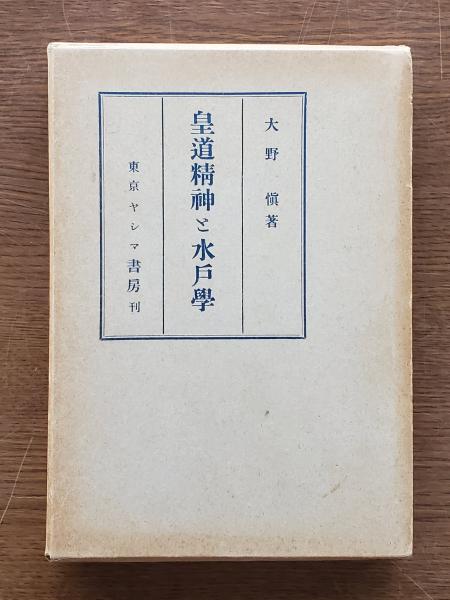 大野 愼著
皇道精神と水戸學
東京ヤシマ書房刊